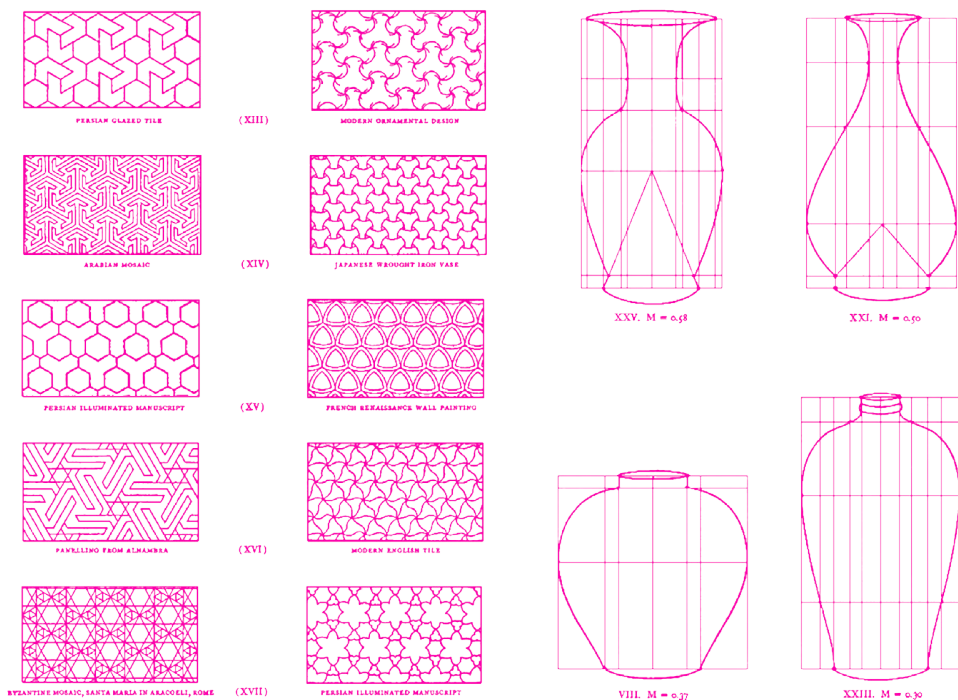 PERSIAN GLAZED TILE
(XIII)
MODERN ORNAMENTAL DESIGN
ARABIAN MOSAIC
(XIV)
JAPANESE WROUGHT IRON VASE
PERSIAN ILLUMINATED MANUSCRIPT
(XV)
FRENCH RENAISSANCE WALL PAINTING
PANELLING FROM ALHAMBRA
(XVI)
MODERN ENGLISH TILE
BYZANTINE MOSAIC, SANTA MARIA IN ARACOELI, ROME
(XVII)
PERSIAN ILLUMINATED MANUSCRIPT
XXV. M = 0.58
XXI. M = 0.50
VIII. M = 0.37
XXIII. M = 0.30